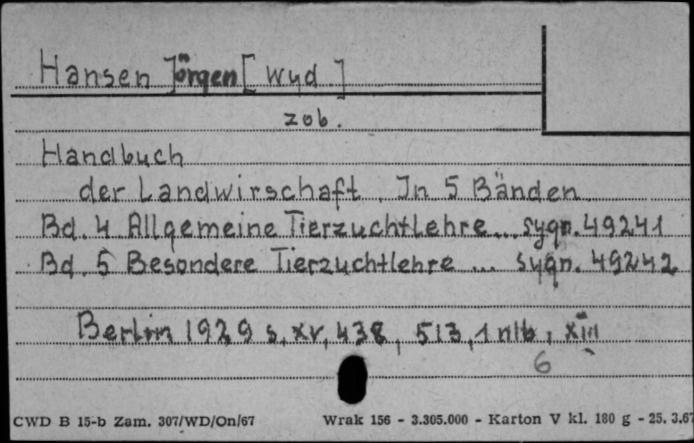 Hansen Jörgen [ Wyd ]
zob.
Handbuch
der Landwirschaft. In 5 Bänden.
Bd. 4 Allgemeine Tierzuchtlehre... sygn. 49241
Bd. 5 Besondere Tierzuchtlehre ... sygn. 49242
Berlin 1929 s. XV, 438, 513, 1 nlb, XIII
6
CWD B 15-b Zam. 307/WD/On/67 Wrak 156 - 3.305.000 - Karton V kl. 180 g - 25. 3.67